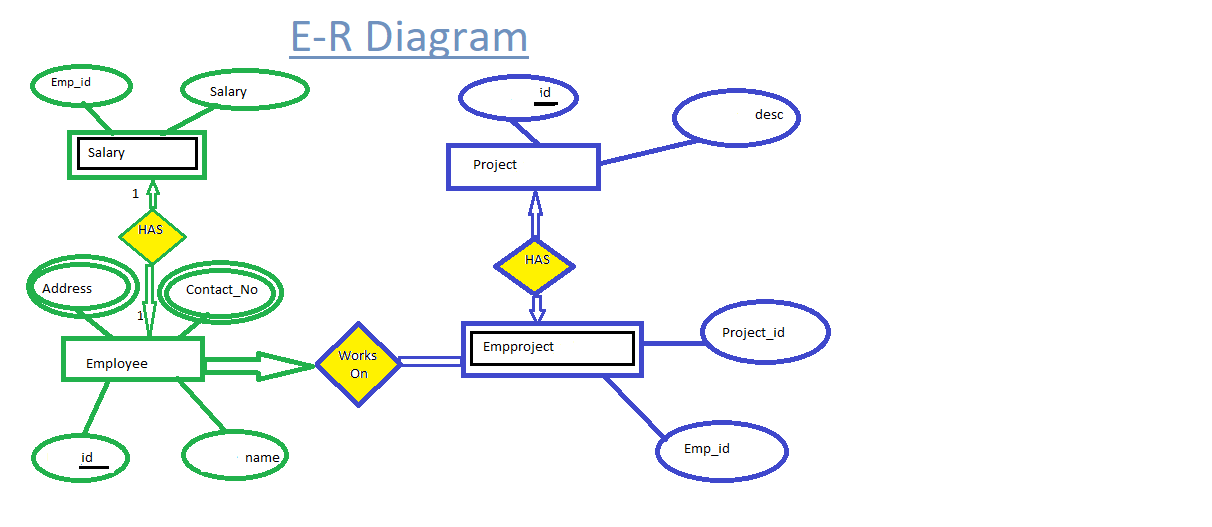 E-R Diagram
Emp_id
Salary
id
desc
Salary
Project
1
HAS
HAS
Address
Contact_No
1
Employee
Works
On
Empproject
Project_id
id
name
Emp_id